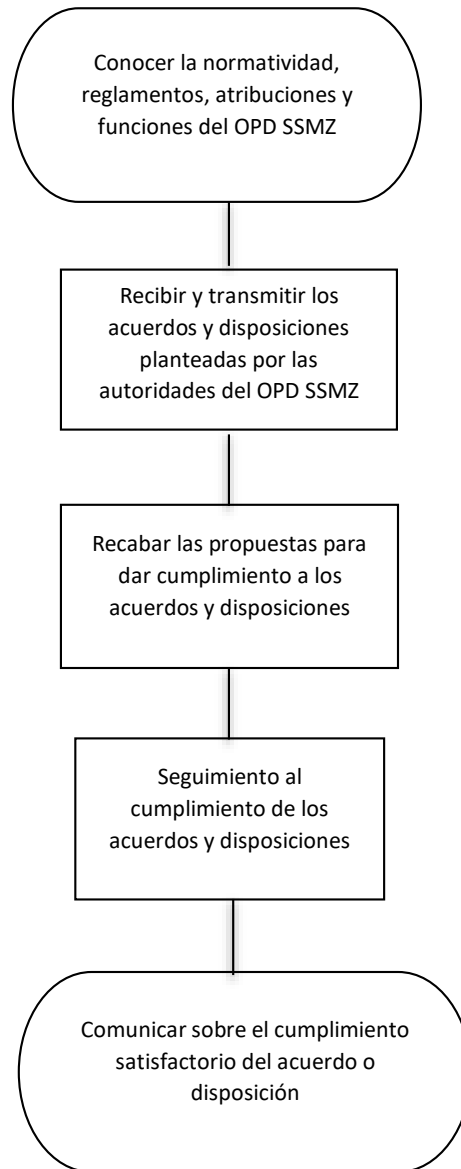 Conocer la normatividad,
reglamentos, atribuciones y
funciones del OPD SSMZ
Recibir y transmitir los
acuerdos y disposiciones
planteadas por las
autoridades del OPD SSMZ
Recabar las propuestas para
dar cumplimiento a los
acuerdos y disposiciones
Seguimiento al
cumplimiento de los
acuerdos y disposiciones
Comunicar sobre el cumplimiento
satisfactorio del acuerdo o
disposición